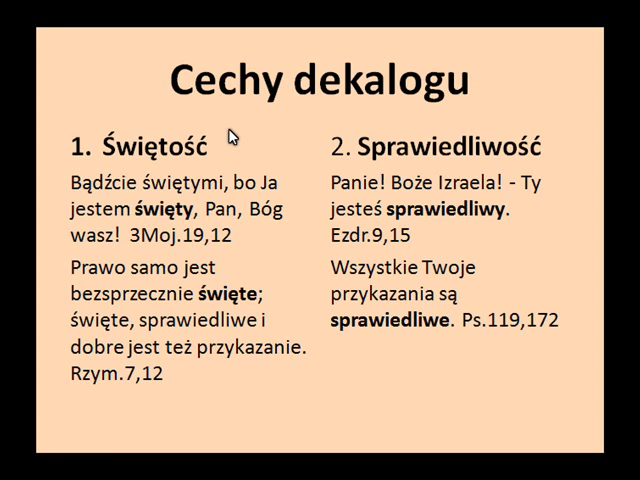 Cechy dekalogu
1. Świętość
Bądźcie świętymi, bo Ja
jestem święty, Pan, Bóg
wasz! 3Moj.19,12
Prawo samo jest
bezsprzecznie święte;
święte, sprawiedliwe i
dobre jest też przykazanie.
Rzym.7,12
2. Sprawiedliwość
Panie! Boże Izraela! - Ty
jesteś sprawiedliwy.
Ezdr.9,15
Wszystkie Twoje
przykazania są
sprawiedliwe. Ps.119,172